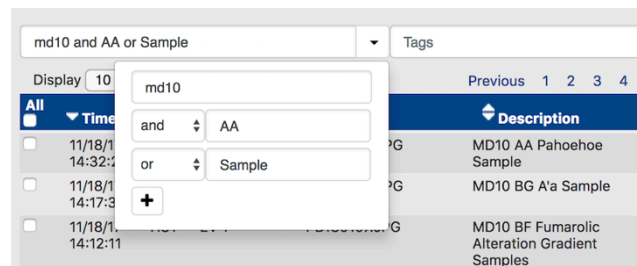 md10 and AA or Sample
Tags
Display 10
Previous 1 2 3 4
md10
and AA
or Sample
+
All
Time
Description
11/18/1
14:32:2
PG
MD10 AA Pahoehoe
Sample
11/18/1
14:17:3
PG
MD10 BG A'a Sample
11/18/1
14:12:11
MD10 BF Fumarolic
Alteration Gradient
Samples